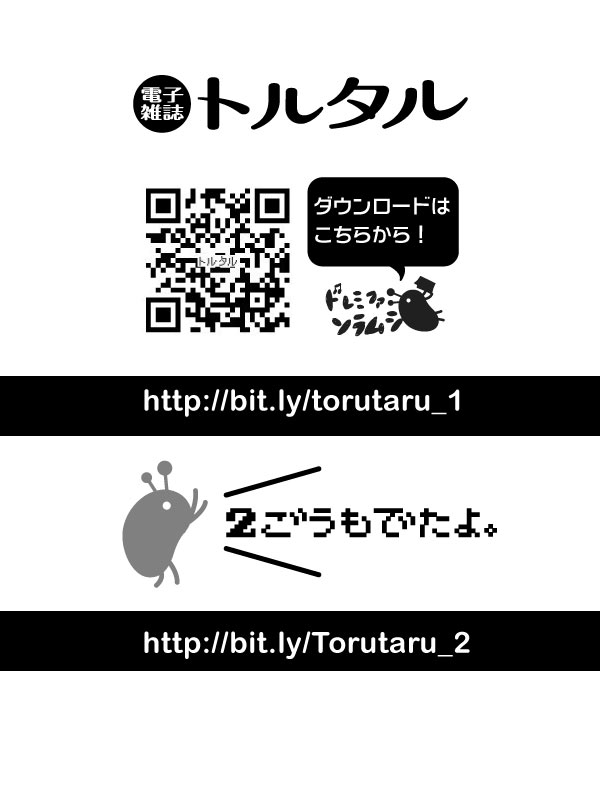 電子
雑誌
トルタル
トルタル
ダウンロードは
こちらから！
ドレミファ
ソラムシ
http://bit.ly/torutaru_1
2ごうもでたよ。
http://bit.ly/Torutaru_2